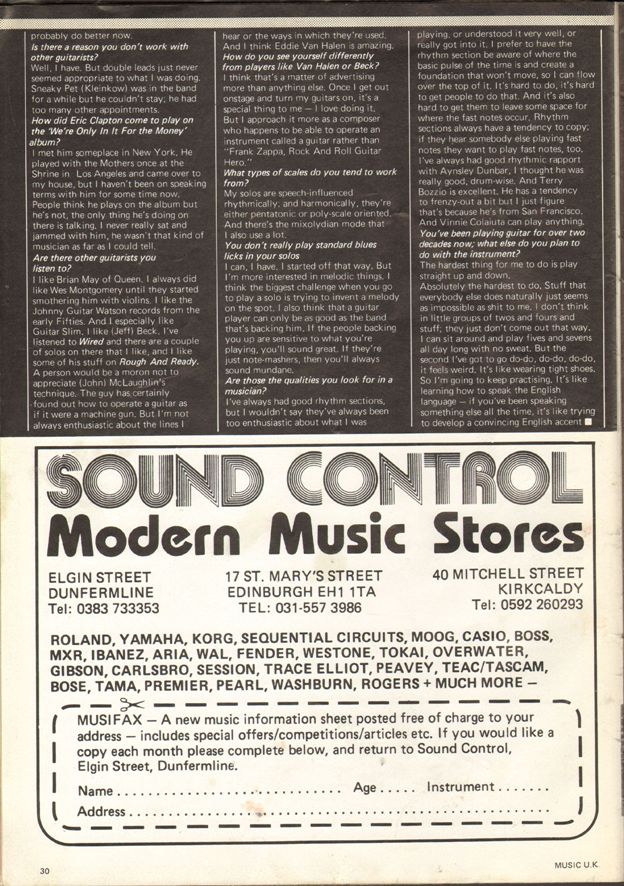 probably do better now.
Is there a reason you don't work with
other guitarists?
Well, I have. But double leads just never
seemed appropriate to what I was doing.
Sneaky Pet (Kleinkow) was in the band
for a while but he couldn't stay; he had
too many other appointments.
How did Eric Clapton come to play on
the 'We're Only In It For the Money'
album?
I met him someplace in New York. He
played with the Mothers once at the
Shrine in Los Angeles and came over to
my house, but I haven't been on speaking
terms with him for some time now.
People think he plays on the album but
he's not, the only thing he's doing on
there is talking. I never really sat and
jammed with him, he wasn't that kind of
musician as far as I could tell.
Are there other guitarists you
listen to?
I like Brian May of Queen. I always did
like Wes Montgomery until they started
smothering him with violins. I like the
Johnny Guitar Watson records from the
early Fifties. And I especially like
Guitar Slim. I like (Jeff) Beck. I've
listened to Wired and there are a couple
of solos on there that I like, and I like
some of his stuff on Rough And Ready.
A person would be a moron not to
appreciate (John) McLaughlin's
technique. The guy has certainly
found out how to operate a guitar as
if it were a machine gun. But I'm not
always enthusiastic about the lines I
hear or the ways in which they're used.
And I think Eddie Van Halen is amazing.
How do you see yourself differently
from players like Van Halen or Beck?
I think that's a matter of advertising
more than anything else. Once I get out
onstage and turn my guitars on, it's a
special thing to me — I love doing it.
But I approach it more as a composer
who happens to be able to operate an
instrument called a guitar rather than
"Frank Zappa, Rock And Roll Guitar
Hero."
What types of scales do you tend to work
from?
My solos are speech-influenced
rhythmically; and harmonically, they're
either pentatonic or poly-scale oriented.
And there's the mixolydian mode that
I also use a lot.
You don't really play standard blues
licks in your solos
I can, I have. I started off that way. But
I'm more interested in melodic things. I
think the biggest challenge when you go
to play a solo is trying to invent a melody
on the spot. I also think that a guitar
player can only be as good as the band
that's backing him. If the people backing
you up are sensitive to what you're
playing, you'll sound great. If they're
just note-mashers, then you'll always
sound mundane.
Are those the qualities you look for in a
musician?
I've always had good rhythm sections,
but I wouldn't say they've always been
too enthusiastic about what I was
playing, or understood it very well, or
really got into it. I prefer to have the
rhythm section be aware of where the
basic pulse of the time is and create a
foundation that won't move, so I can flow
over the top of it. It's hard to do, it's hard
to get people to do that. And it's also
hard to get them to leave some space for
where the fast notes occur. Rhythm
sections always have a tendency to copy;
if they hear somebody else playing fast
notes they want to play fast notes, too.
I've always had good rhythmic rapport
with Aynsley Dunbar, I thought he was
really good, drum-wise. And Terry
Bozzio is excellent. He has a tendency
to frenzy-out a bit but I just figure
that's because he's from San Francisco.
And Vinnie Colaiuta can play anything.
You've been playing guitar for over two
decades now; what else do you plan to
do with the instrument?
The hardest thing for me to do is play
straight up and down.
Absolutely the hardest to do. Stuff that
everybody else does naturally just seems
as impossible as shit to me. I don't think
in little groups of twos and fours and
stuff; they just don't come out that way.
I can sit around and play fives and sevens
all day long with no sweat. But the
second I've got to go do-do, do-do, do-do,
it feels weird. It's like wearing tight shoes.
So I'm going to keep practising. It's like
learning how to speak the English
language — if you've been speaking
something else all the time, it's like trying
to develop a convincing English accent ■
SOUND CONTROL
Modern Music Stores
ELGIN STREET
DUNFERMLINE
Tel: 0383 733353
17 ST. MARY'S STREET
EDINBURGH EH1 1TA
TEL: 031-557 3986
40 MITCHELL STREET
KIRKCALDY
Tel: 0592 260293
ROLAND, YAMAHA, KORG, SEQUENTIAL CIRCUITS, MOOG, CASIO, BOSS,
MXR, IBANEZ, ARIA, WAL, FENDER, WESTONE, TOKAI, OVERWATER,
GIBSON, CARLSBRO, SESSION, TRACE ELLIOT, PEAVEY, TEAC/TASCAM,
BOSE, TAMA, PREMIER, PEARL, WASHBURN, ROGERS + MUCH MORE —
MUSIFAX — A new music information sheet posted free of charge to your
address — includes special offers/competitions/articles etc. If you would like a
copy each month please complete below, and return to Sound Control,
Elgin Street, Dunfermline.
Name............................ Age..... Instrument.......
Address.......................................................
30
MUSIC U.K.